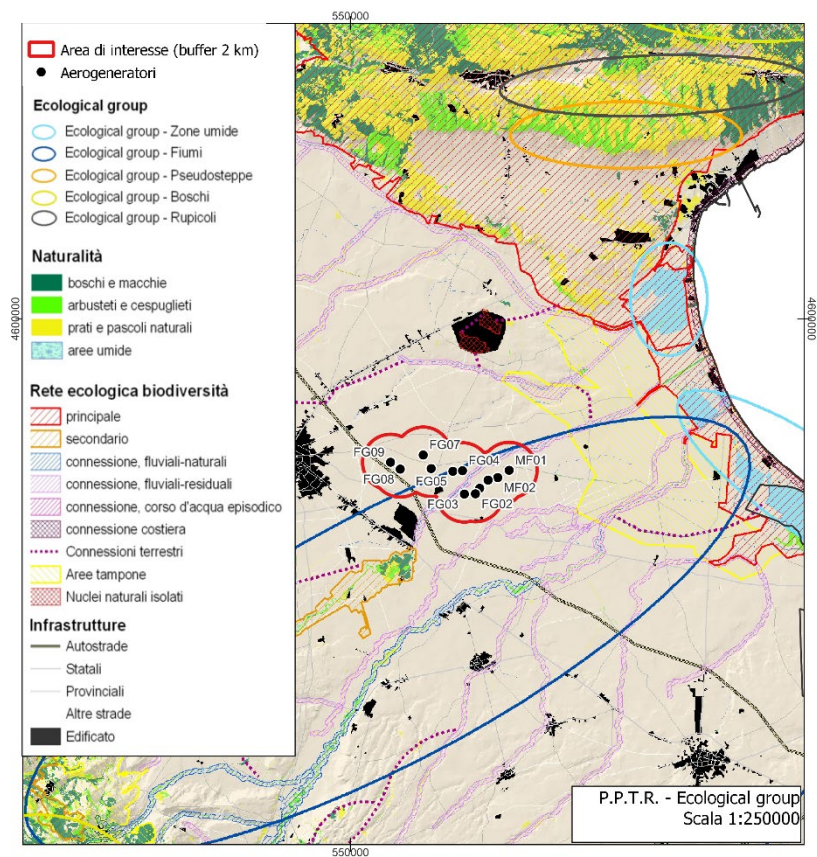 550000
Area di interesse (buffer 2 km)
Aerogeneratori
Ecological group
Ecological group - Zone umide
Ecological group - Fiumi
Ecological group - Pseudosteppe
Ecological group - Boschi
Ecological group - Rupicoli
Naturalità
boschi e macchie
arbusteti e cespuglieti
prati e pascoli naturali
aree umide
4600000
4600000
Rete ecologica biodiversità
principale
secondario
connessione, fluviali-naturali
connessione, fluviali-residuali
connessione, corso d'acqua episodico
connessione costiera
Connessioni terrestri
Aree tampone
Nuclei naturali isolati
Infrastrutture
Autostrade
Statali
Provinciali
Altre strade
Edificato
FG07
FG09
FG04
MF01
FG08
FG05
MF02
FG03
FG02
P.P.T.R. - Ecological group
Scala 1:250000
550000